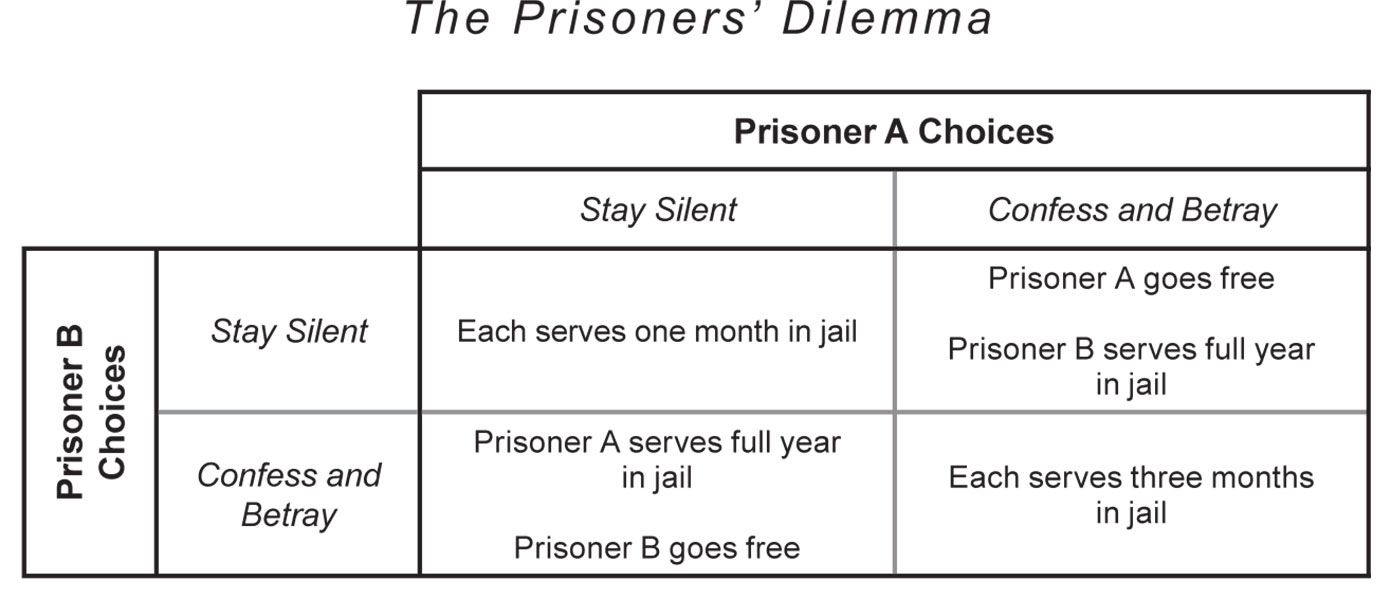 The Prisoners’ Dilemma
Prisoner A Choices
Stay Silent
Confess and Betray
Prisoner B
Choices
Stay Silent
Each serves one month in jail
Prisoner A goes free
Prisoner B serves full year
in jail
Confess and
Betray
Prisoner A serves full year
in jail
Prisoner B goes free
Each serves three months
in jail